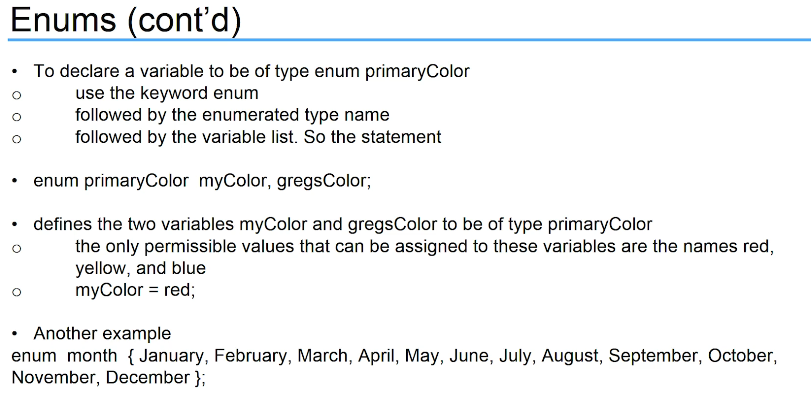 Enums (cont’d)
• To declare a variable to be of type enum primaryColor
o use the keyword enum
o followed by the enumerated type name
o followed by the variable list. So the statement
• enum primaryColor myColor, gregsColor;
• defines the two variables myColor and gregsColor to be of type primaryColor
o the only permissible values that can be assigned to these variables are the names red,
yellow, and blue
o myColor = red;
• Another example
enum month { January, February, March, April, May, June, July, August, September, October,
November, December };